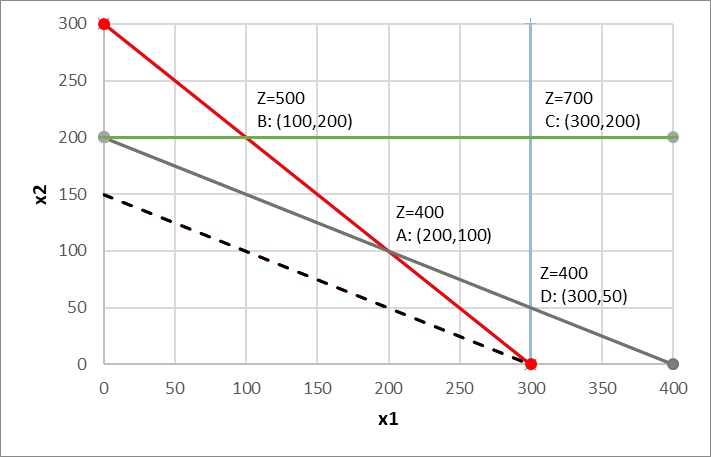 300
250
200
150
100
50
0
x2
Z=500
B: (100,200)
Z=700
C: (300,200)
Z=400
A: (200,100)
Z=400
D: (300,50)
0 50 100 150 200 250 300 350 400
x1